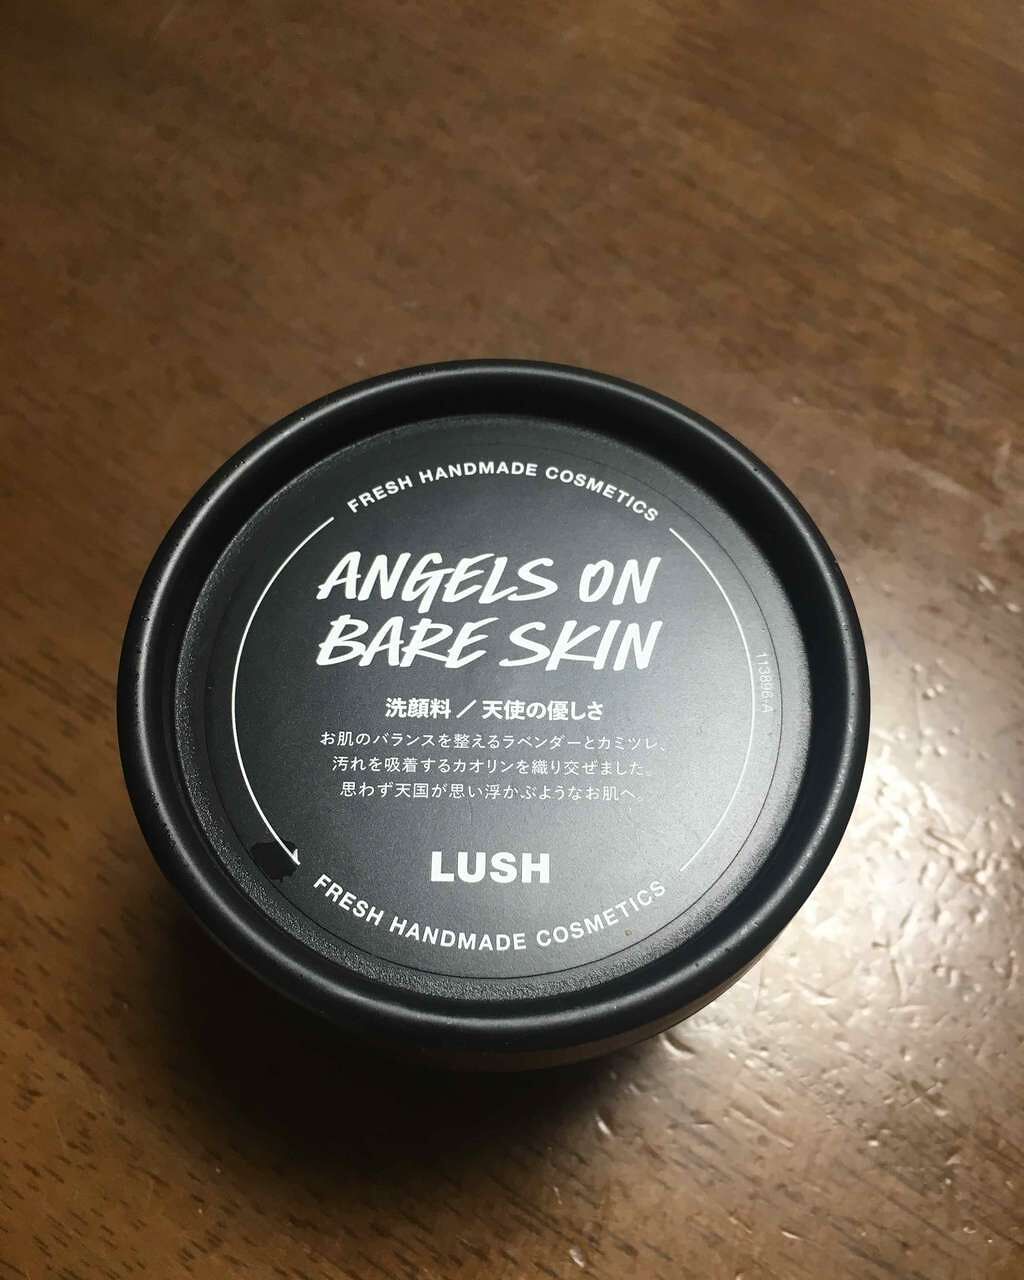 FRESH HANDMADE COSMETICS
ANGELS ON
BARE SKIN
洗顔料／天使の優しさ
お肌のバランスを整えるラベンダーとカミツレ、
汚れを吸着するカオリンを織り交ぜました。
思わず天国が思い浮かぶようなお肌へ。
LUSH
FRESH HANDMADE COSMETICS
113896-A